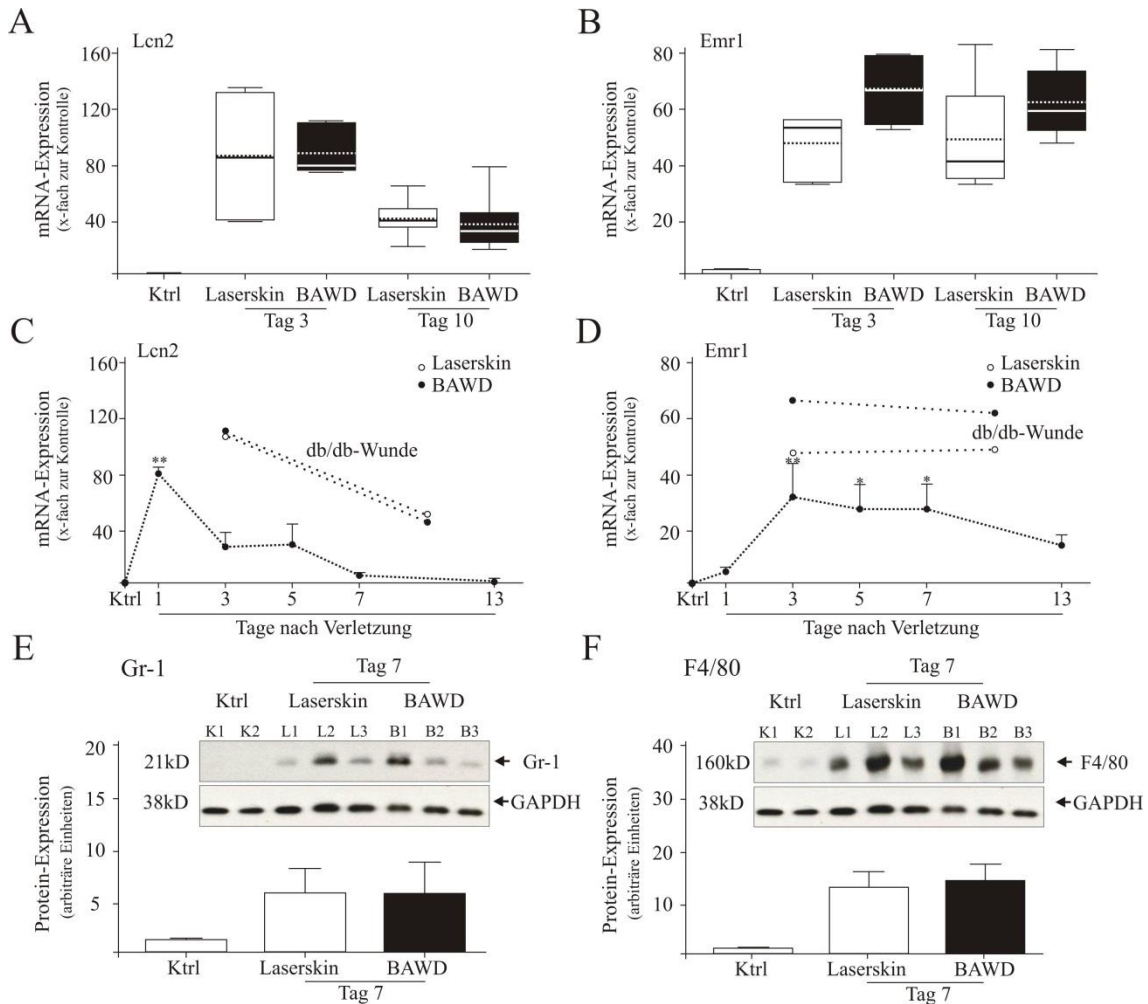 A
Lcn2
mRNA-Expression
(x-fach zur Kontrolle)
160
120
80
40
Ktrl
Laserskin
BAWD
Laserskin
BAWD
Tag 3
Tag 10
B
Emr1
mRNA-Expression
(x-fach zur Kontrolle)
80
60
40
20
Ktrl
Laserskin
BAWD
Laserskin
BAWD
Tag 3
Tag 10
C
Lcn2
mRNA-Expression
(x-fach zur Kontrolle)
160
120
80
40
Laserskin
BAWD
db/db-Wunde
**
Ktrl 1 3 5 7 13
Tage nach Verletzung
D
Emr1
mRNA-Expression
(x-fach zur Kontrolle)
80
60
40
20
Laserskin
BAWD
db/db-Wunde
**
*
*
Ktrl 1 3 5 7 13
Tage nach Verletzung
E
Gr-1
Tag 7
Ktrl Laserskin BAWD
K1 K2 L1 L2 L3 B1 B2 B3
21kD
Gr-1
38kD
GAPDH
Protein-Expression
(arbiträre Einheiten)
20
15
10
5
Ktrl
Laserskin
BAWD
Tag 7
F
F4/80
Tag 7
Ktrl Laserskin BAWD
K1 K2 L1 L2 L3 B1 B2 B3
160kD
F4/80
38kD
GAPDH
Protein-Expression
(arbiträre Einheiten)
40
30
20
10
Ktrl
Laserskin
BAWD
Tag 7